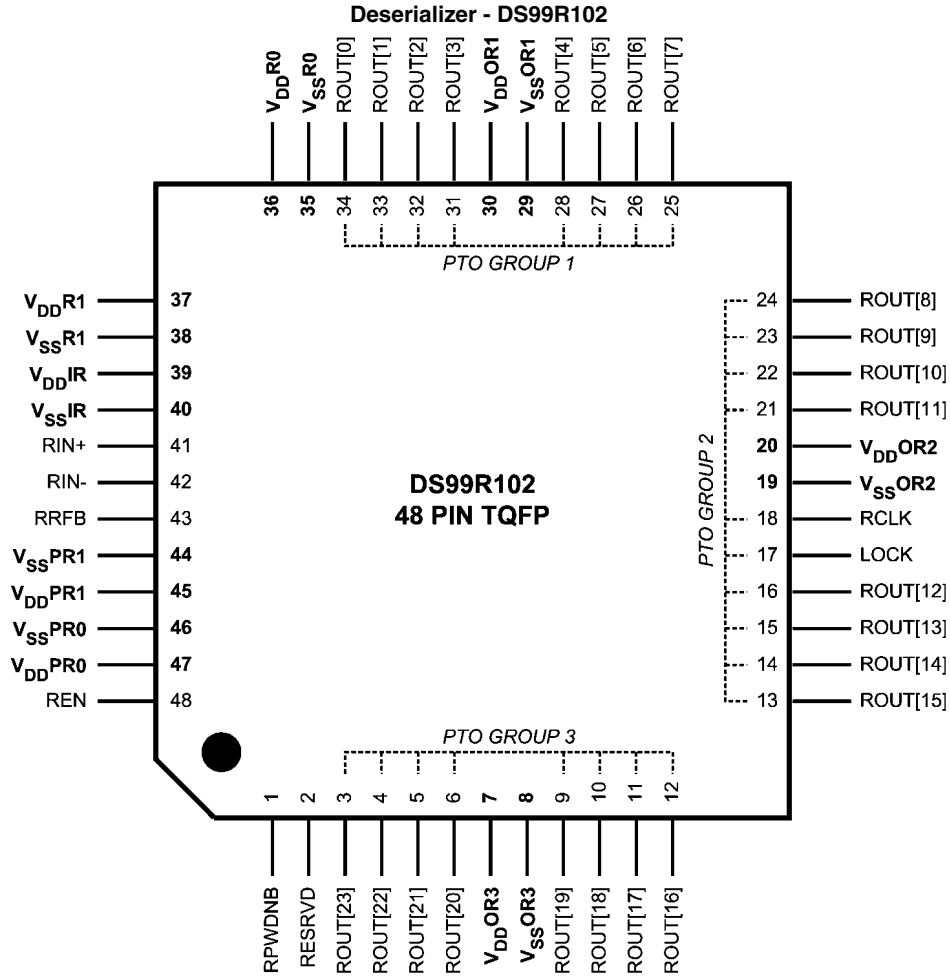 Deserializer - DS99R102
VDDR0
VSSR0
ROUT[0]
ROUT[1]
ROUT[2]
ROUT[3]
VDDOR1
VSSOR1
ROUT[4]
ROUT[5]
ROUT[6]
ROUT[7]
36 35 34 33 32 31 30 29 28 27 26 25
PTO GROUP 1
VDDR1 37
VSSR1 38
VDDIR 39
VSSIR 40
RIN+ 41
RIN- 42
RRFB 43
VSSPR1 44
VDDPR1 45
VSSPR0 46
VDDPR0 47
REN 48
DS99R102
48 PIN TQFP
PTO GROUP 2
24 ROUT[8]
23 ROUT[9]
22 ROUT[10]
21 ROUT[11]
20 VDDOR2
19 VSSOR2
18 RCLK
17 LOCK
16 ROUT[12]
15 ROUT[13]
14 ROUT[14]
13 ROUT[15]
PTO GROUP 3
1 2 3 4 5 6 7 8 9 10 11 12
RPWDNB
RESRVD
ROUT[23]
ROUT[22]
ROUT[21]
ROUT[20]
VDDOR3
VSSOR3
ROUT[19]
ROUT[18]
ROUT[17]
ROUT[16]